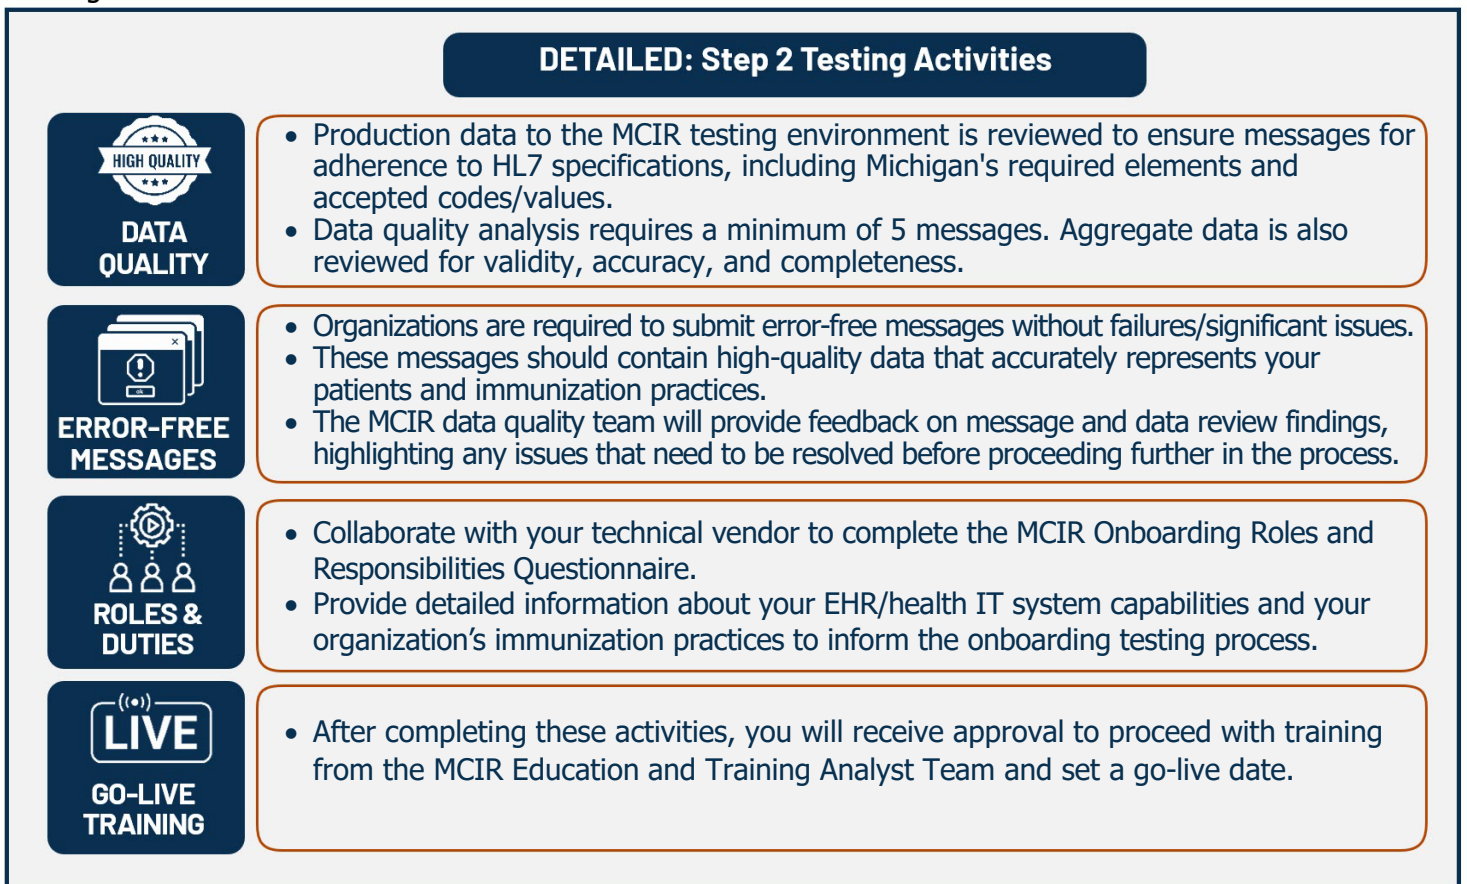 DETAILED: Step 2 Testing Activities
HIGH QUALITY
DATA
QUALITY
• Production data to the MCIR testing environment is reviewed to ensure messages for
adherence to HL7 specifications, including Michigan's required elements and
accepted codes/values.
• Data quality analysis requires a minimum of 5 messages. Aggregate data is also
reviewed for validity, accuracy, and completeness.
ok
ERROR-FREE
MESSAGES
• Organizations are required to submit error-free messages without failures/significant issues.
• These messages should contain high-quality data that accurately represents your
patients and immunization practices.
• The MCIR data quality team will provide feedback on message and data review findings,
highlighting any issues that need to be resolved before proceeding further in the process.
ROLES &
DUTIES
• Collaborate with your technical vendor to complete the MCIR Onboarding Roles and
Responsibilities Questionnaire.
• Provide detailed information about your EHR/health IT system capabilities and your
organization’s immunization practices to inform the onboarding testing process.
LIVE
GO-LIVE
TRAINING
• After completing these activities, you will receive approval to proceed with training
from the MCIR Education and Training Analyst Team and set a go-live date.